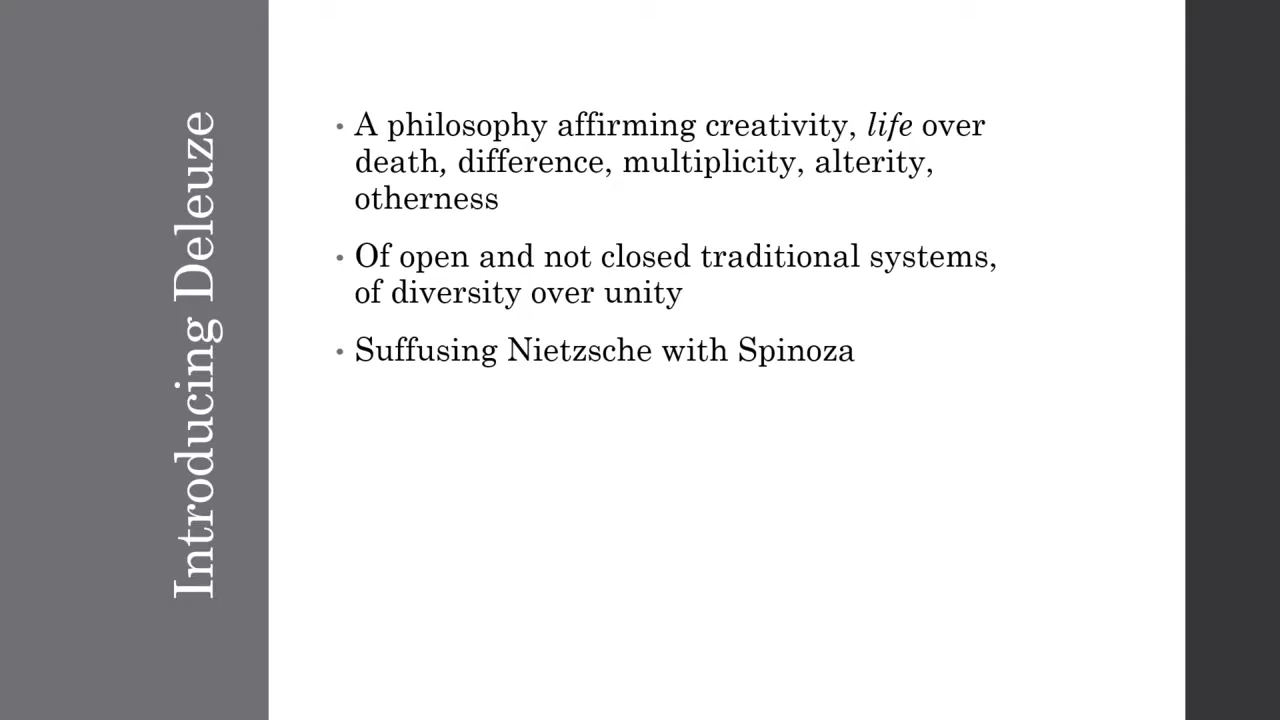 Introducing Deleuze
• A philosophy affirming creativity, life over
death, difference, multiplicity, alterity,
otherness
• Of open and not closed traditional systems,
of diversity over unity
• Suffusing Nietzsche with Spinoza